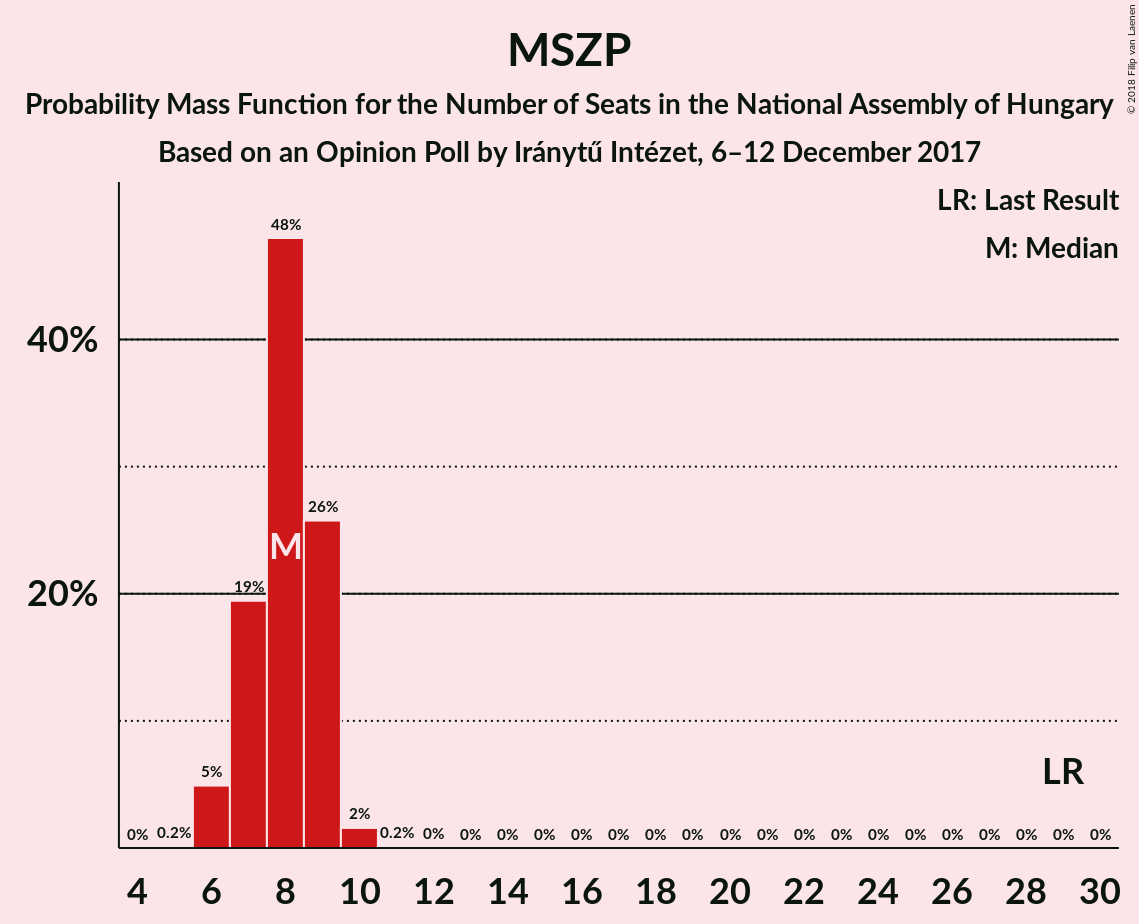 MSZP
Probability Mass Function for the Number of Seats in the National Assembly of Hungary
Based on an Opinion Poll by Iránytű Intézet, 6–12 December 2017
© 2018 Filip van Laenen
LR: Last Result
M: Median
48%
40%
26%
M
19%
20%
LR
5%
2%
0% 0.2% 0.2% 0% 0% 0% 0% 0% 0% 0% 0% 0% 0% 0% 0% 0% 0% 0% 0% 0% 0%
4 6 8 10 12 14 16 18 20 22 24 26 28 30